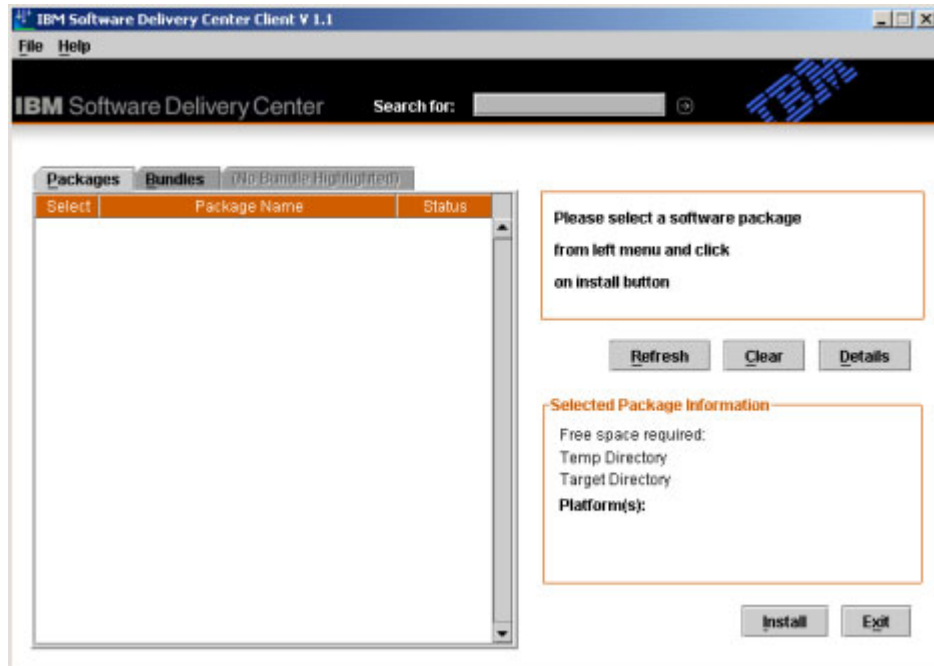 IBM Software Delivery Center Client V 1.1
File Help
IBM Software Delivery Center Search for: IBM
Packages Bundles (No Bundle Highlighted)
Select Package Name Status
Please select a software package
from left menu and click
on install button
Refresh Clear Details
Selected Package Information
Free space required:
Temp Directory
Target Directory
Platform(s):
Install Exit